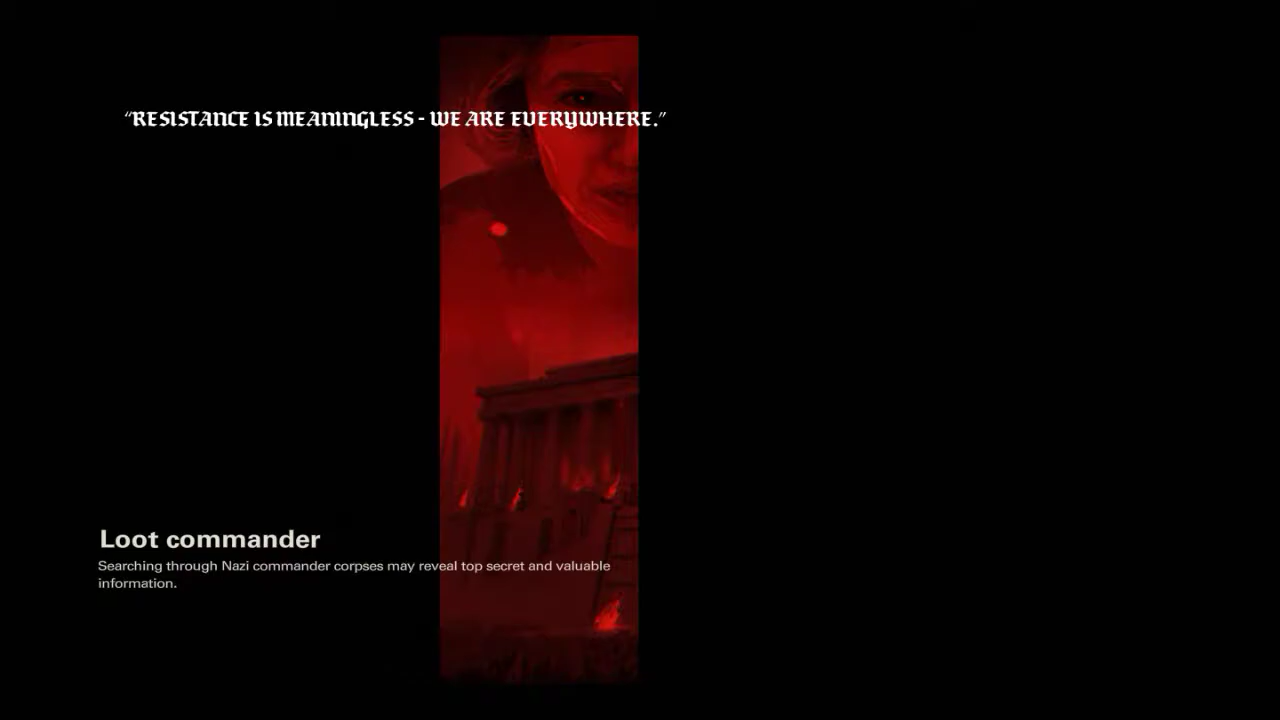 “RESISTANCE IS MEANINGLESS - WE ARE EVERYWHERE.”
Loot commander
Searching through Nazi commander corpses may reveal top secret and valuable
information.